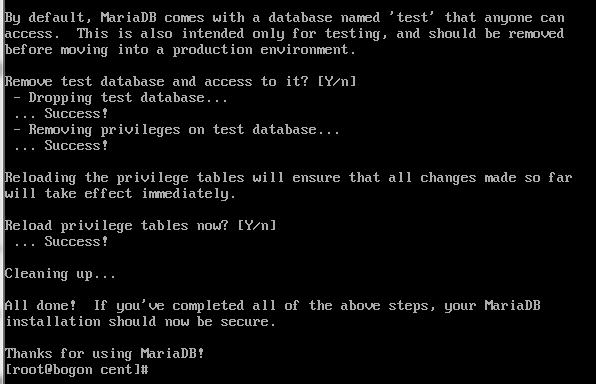 By default, MariaDB comes with a database named 'test' that anyone can
access.  This is also intended only for testing, and should be removed
before moving into a production environment.
Remove test database and access to it? [Y/n]
 - Dropping test database...
 ... Success!
 - Removing privileges on test database...
 ... Success!
Reloading the privilege tables will ensure that all changes made so far
will take effect immediately.
Reload privilege tables now? [Y/n]
 ... Success!
Cleaning up...
All done!  If you've completed all of the above steps, your MariaDB
installation should now be secure.
Thanks for using MariaDB!
[root@bogon cent]#